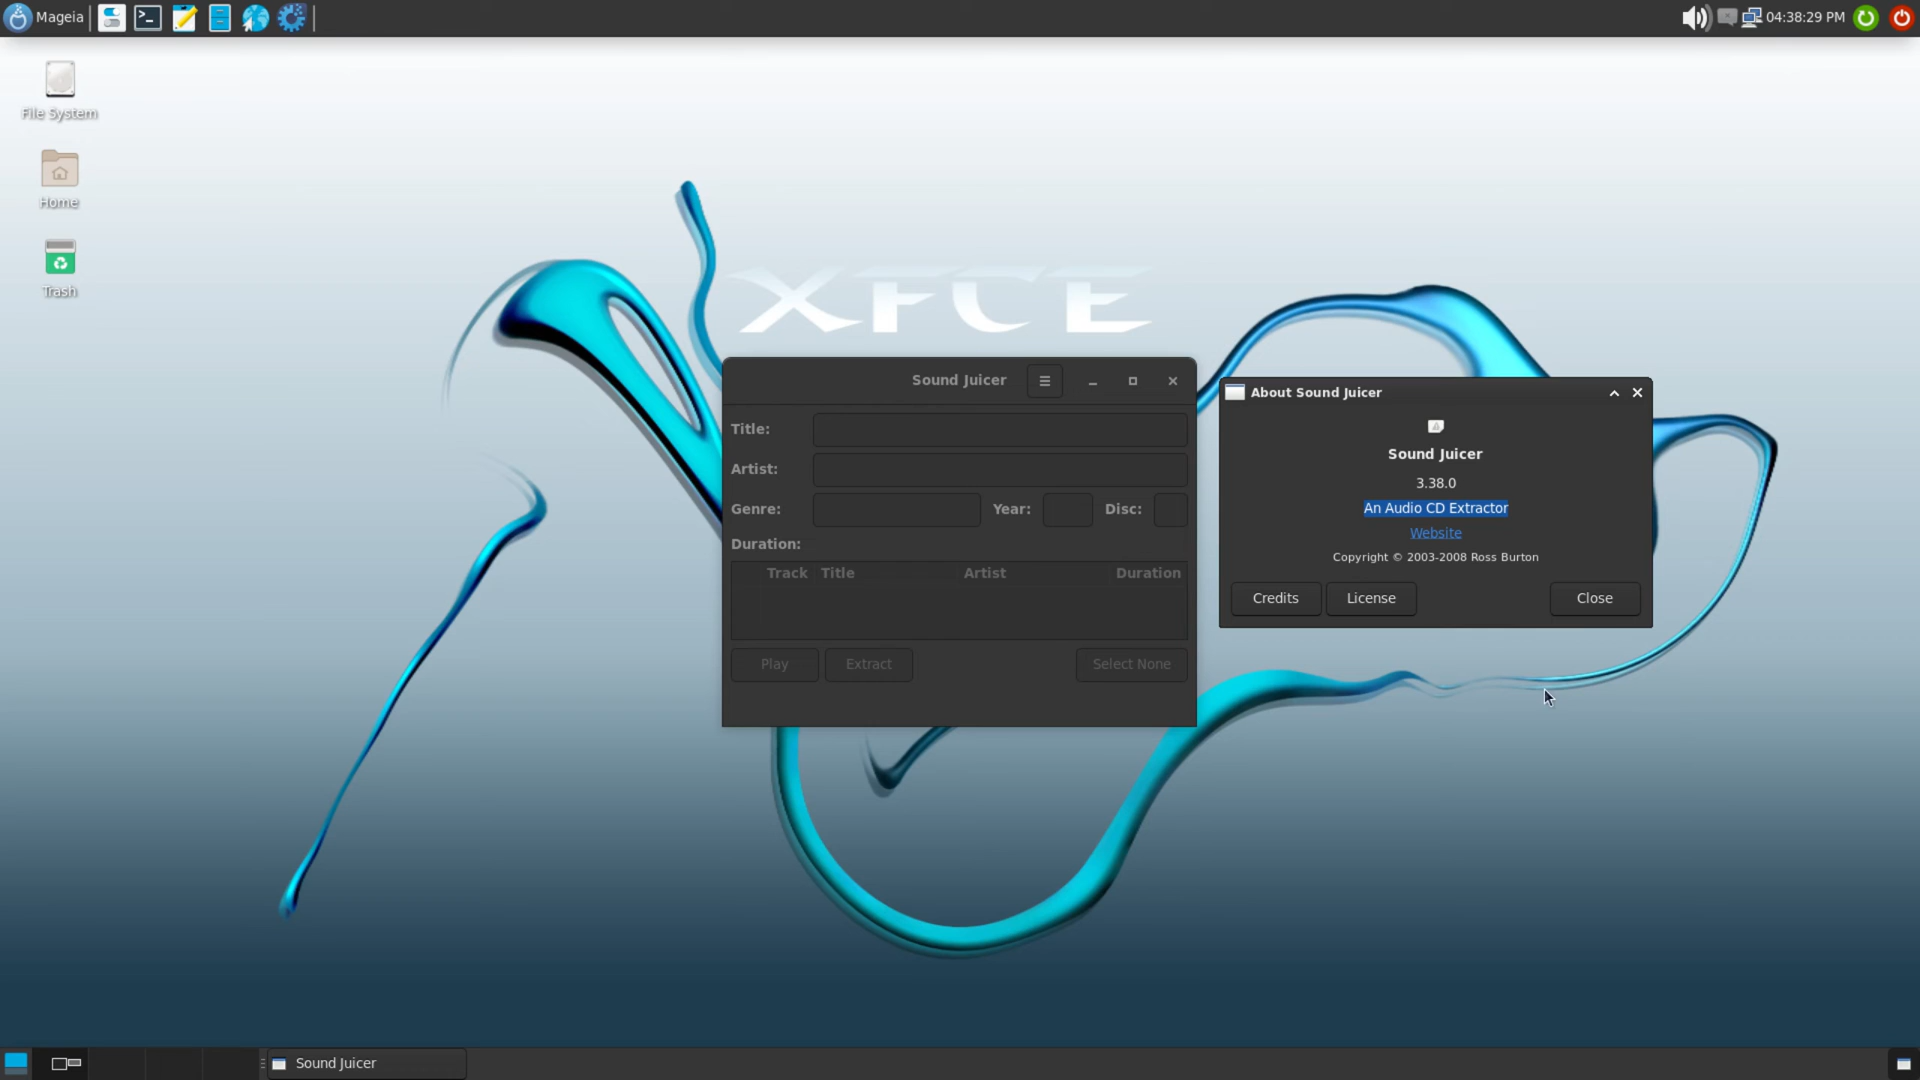 Mageia
04:38:29 PM
File System
Home
Trash
XFCE
Sound Juicer
Title:
Artist:
Genre: Year: Disc:
Duration:
Track Title Artist Duration
Play Extract Select None
About Sound Juicer
Sound Juicer
3.38.0
An Audio CD Extractor
Website
Copyright © 2003-2008 Ross Burton
Credits License Close
Sound Juicer